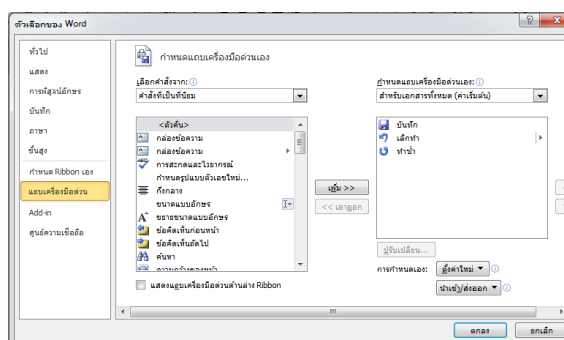 ตัวเลือกของ Word
ทั่วไป
แสดง
การพิสูจน์อักษร
บันทึก
ภาษา
ขั้นสูง
กำหนด Ribbon เอง
แถบเครื่องมือด่วน
Add-in
ศูนย์ความเชื่อถือ
กำหนดแถบเครื่องมือด่วนเอง
เลือกคำสั่งจาก:
คำสั่งที่เป็นที่นิยม
<ตัวคั่น>
กล่องข้อความ
กล่องข้อความ
การสะกดและไวยากรณ์
กำหนดรูปแบบตัวเลขใหม่...
กึ่งกลาง
ขนาดแบบอักษร
ขยายขนาดแบบอักษร
ข้อคิดเห็นก่อนหน้า
ข้อคิดเห็นถัดไป
ค้นหา
ความกว้างของหน้า
แสดงแถบเครื่องมือด่วนด้านล่าง Ribbon
เพิ่ม >>
<< เอาออก
กำหนดแถบเครื่องมือด่วนเอง:
สำหรับเอกสารทั้งหมด (ค่าเริ่มต้น)
บันทึก
เลิกทำ
ทำซ้ำ
ปรับเปลี่ยน...
การกำหนดเอง:
ตั้งค่าใหม่
นำเข้า/ส่งออก
ตกลง
ยกเลิก